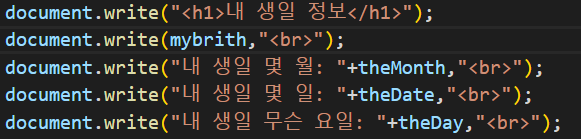 document.write("<h1>내 생일 정보</h1>");
document.write(mybrith,"<br>");
document.write("내 생일 몇 월: "+theMonth,"<br>");
document.write("내 생일 몇 일: "+theDate,"<br>");
document.write("내 생일 무슨 요일: "+theDay,"<br>");